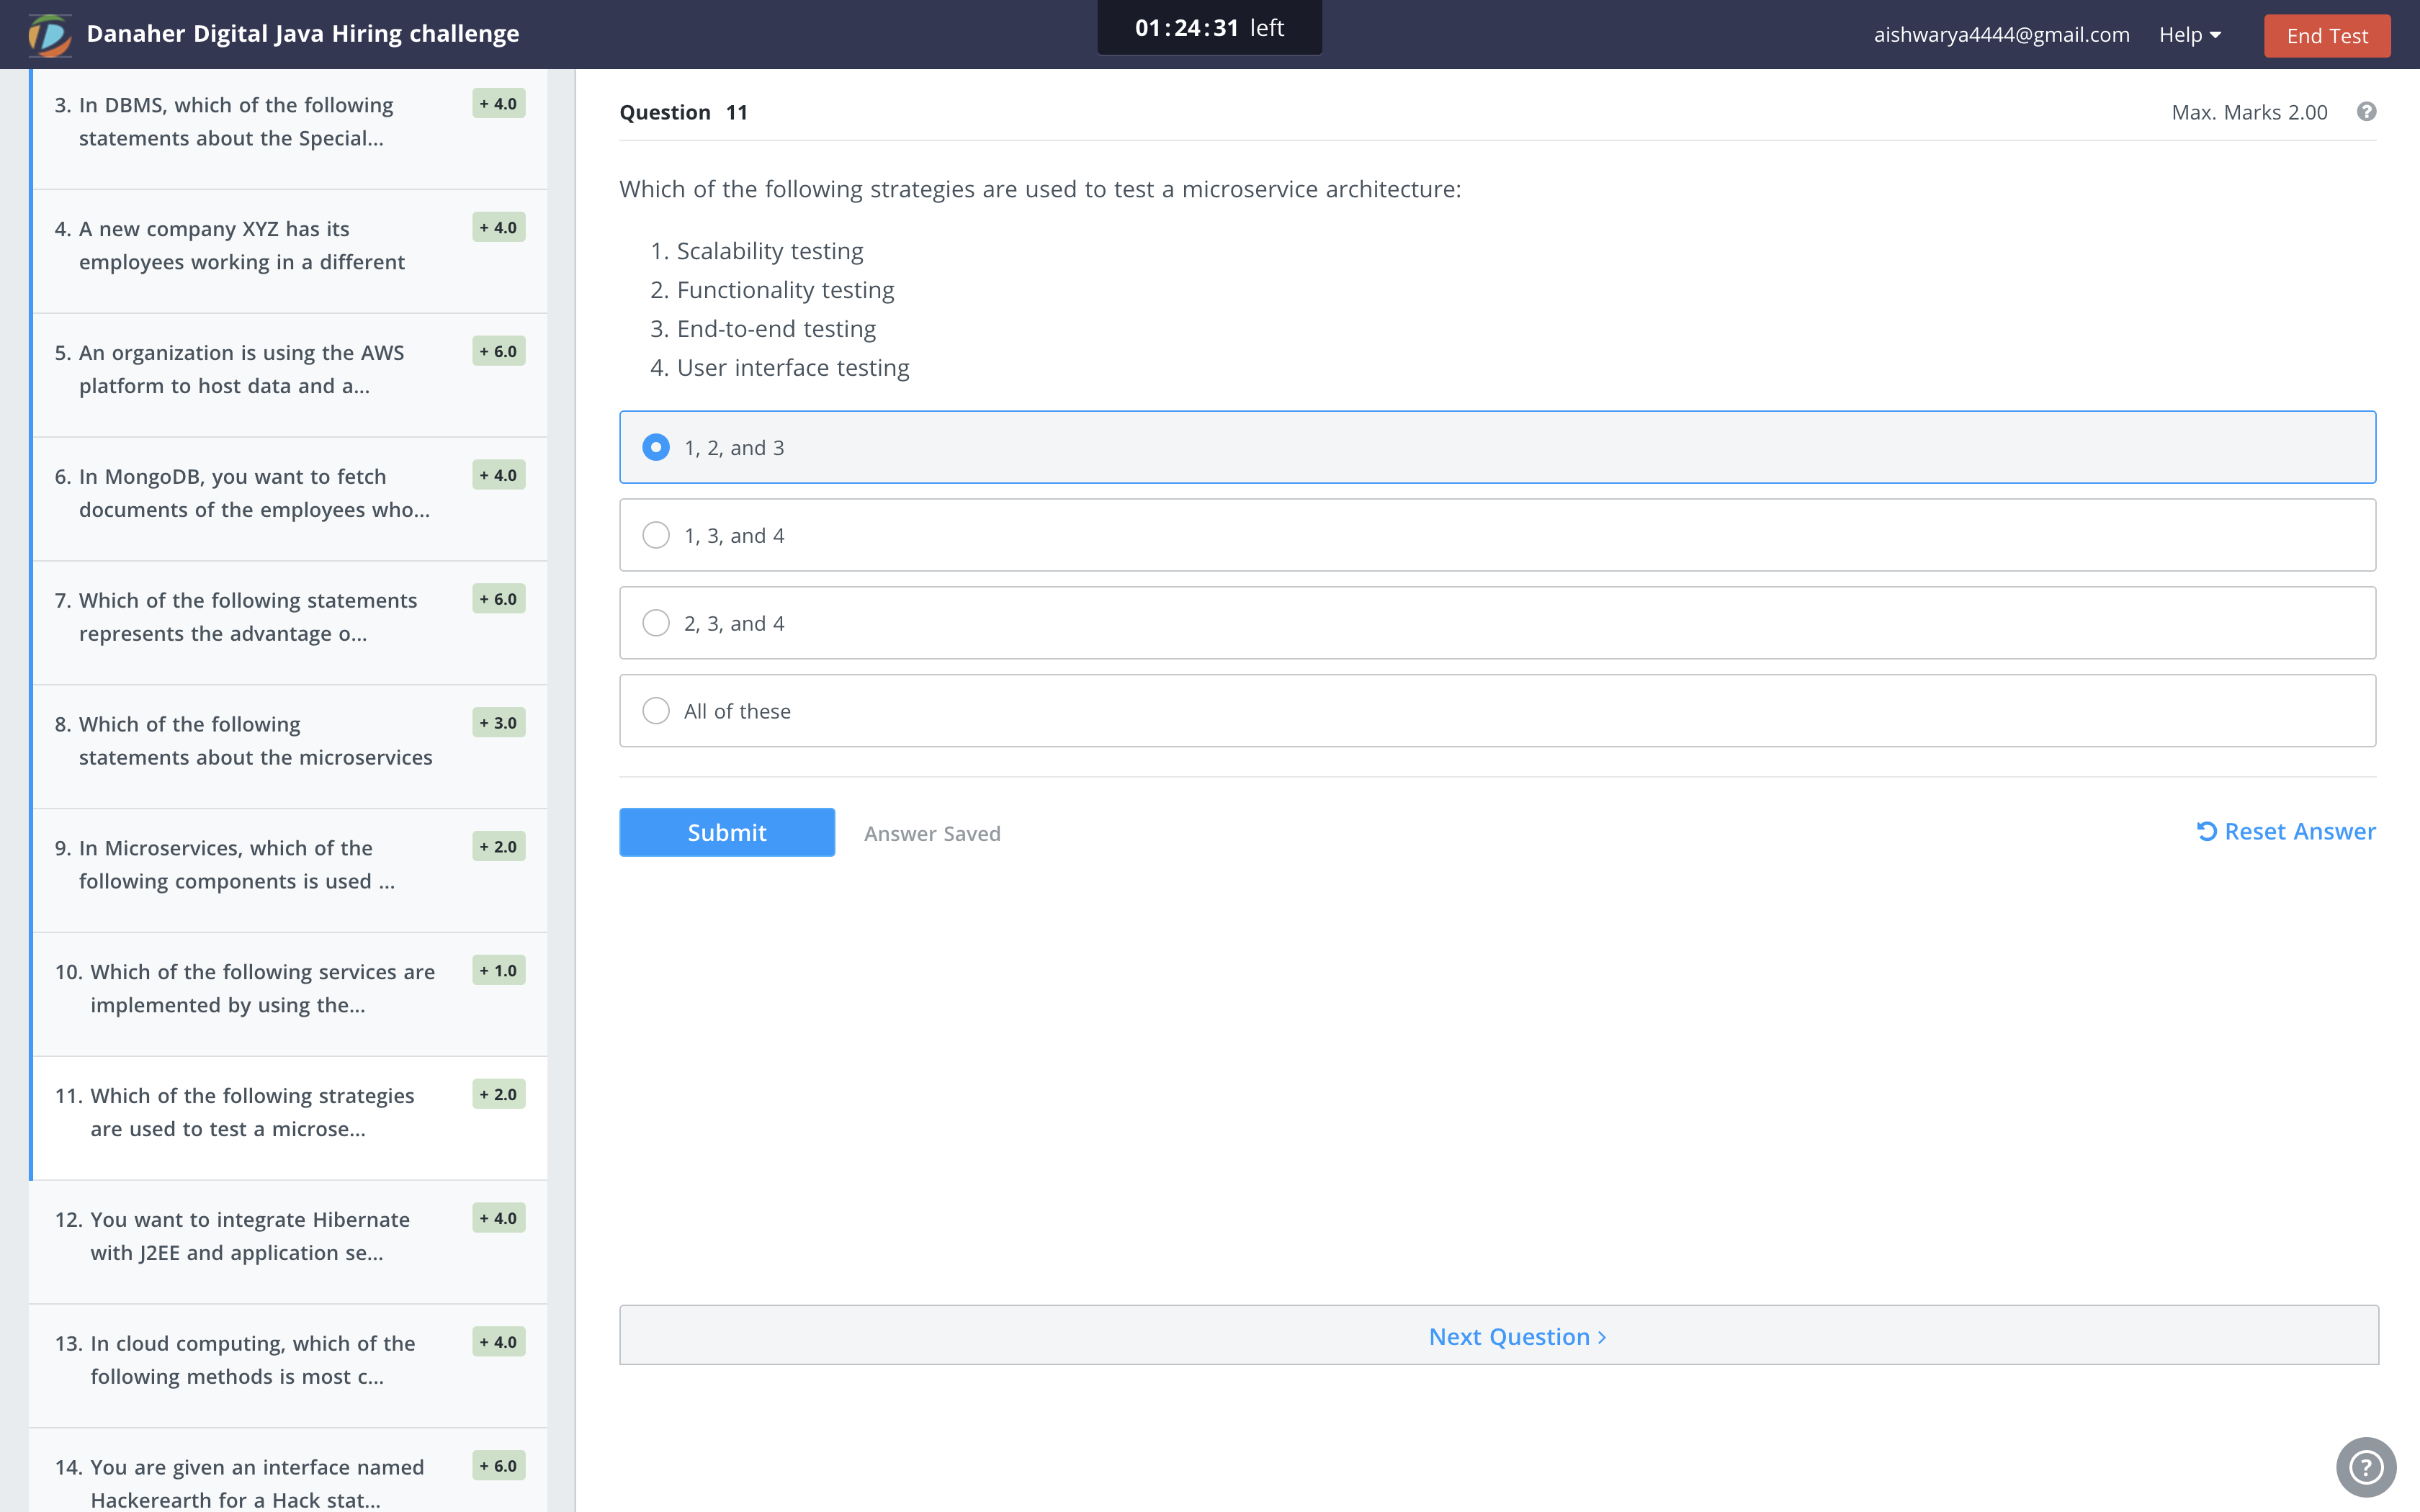 Danaher Digital Java Hiring challenge
01:24:31 left
aishwarya4444@gmail.com
Help
End Test
3. In DBMS, which of the following
statements about the Special...
+ 4.0
4. A new company XYZ has its
employees working in a different
+ 4.0
5. An organization is using the AWS
platform to host data and a...
+ 6.0
6. In MongoDB, you want to fetch
documents of the employees who...
+ 4.0
7. Which of the following statements
represents the advantage o...
+ 6.0
8. Which of the following
statements about the microservices
+ 3.0
9. In Microservices, which of the
following components is used ...
+ 2.0
10. Which of the following services are
implemented by using the...
+ 1.0
11. Which of the following strategies
are used to test a microse...
+ 2.0
12. You want to integrate Hibernate
with J2EE and application se...
+ 4.0
13. In cloud computing, which of the
following methods is most c...
+ 4.0
14. You are given an interface named
Hackerearth for a Hack stat...
+ 6.0
Question 11
Max. Marks 2.00
?
Which of the following strategies are used to test a microservice architecture:
1. Scalability testing
2. Functionality testing
3. End-to-end testing
4. User interface testing
1, 2, and 3
1, 3, and 4
2, 3, and 4
All of these
Submit
Answer Saved
Reset Answer
Next Question >
?